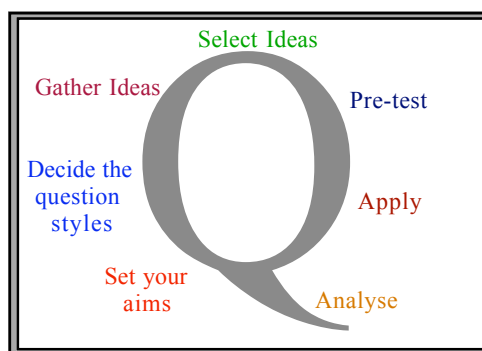 Select Ideas
Gather Ideas
Pre-test
Decide the
question
styles
Apply
Set your
aims
Analyse
Q